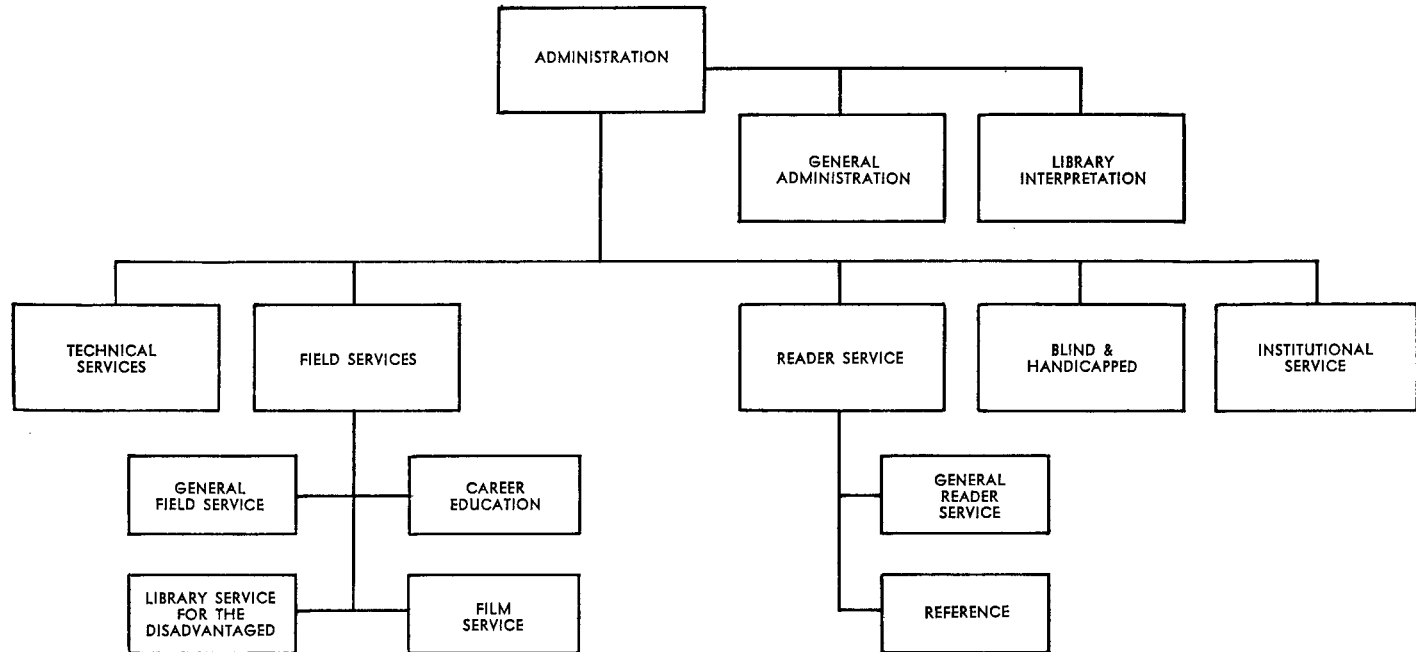 ADMINISTRATION
GENERAL
ADMINISTRATION
LIBRARY
INTERPRETATION
TECHNICAL
SERVICES
FIELD SERVICES
READER SERVICE
BLIND &
HANDICAPPED
INSTITUTIONAL
SERVICE
GENERAL
FIELD SERVICE
CAREER
EDUCATION
GENERAL
READER
SERVICE
LIBRARY SERVICE
FOR THE
DISADVANTAGED
FILM
SERVICE
REFERENCE